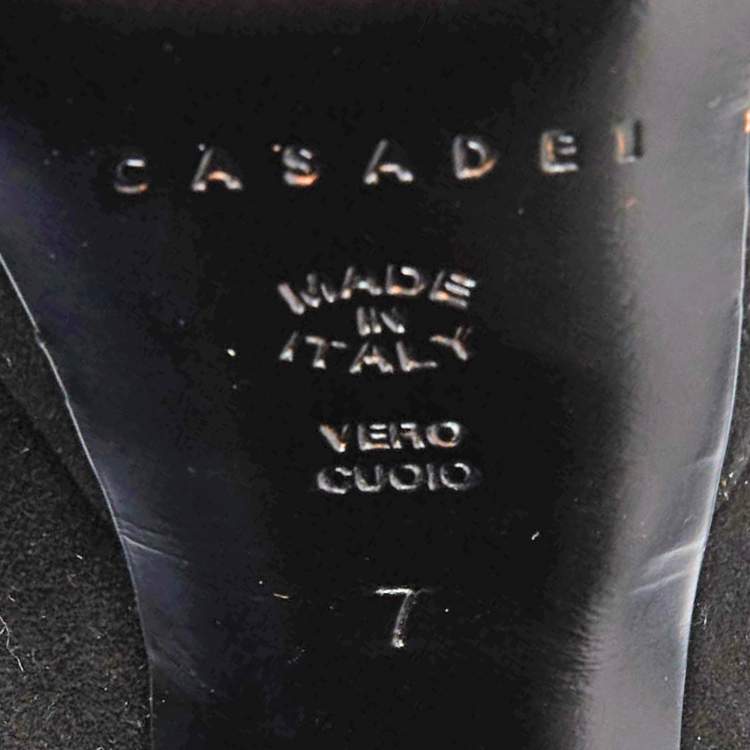 CASADEI
MADE
IN
ITALY
VERO
CUOIO
7